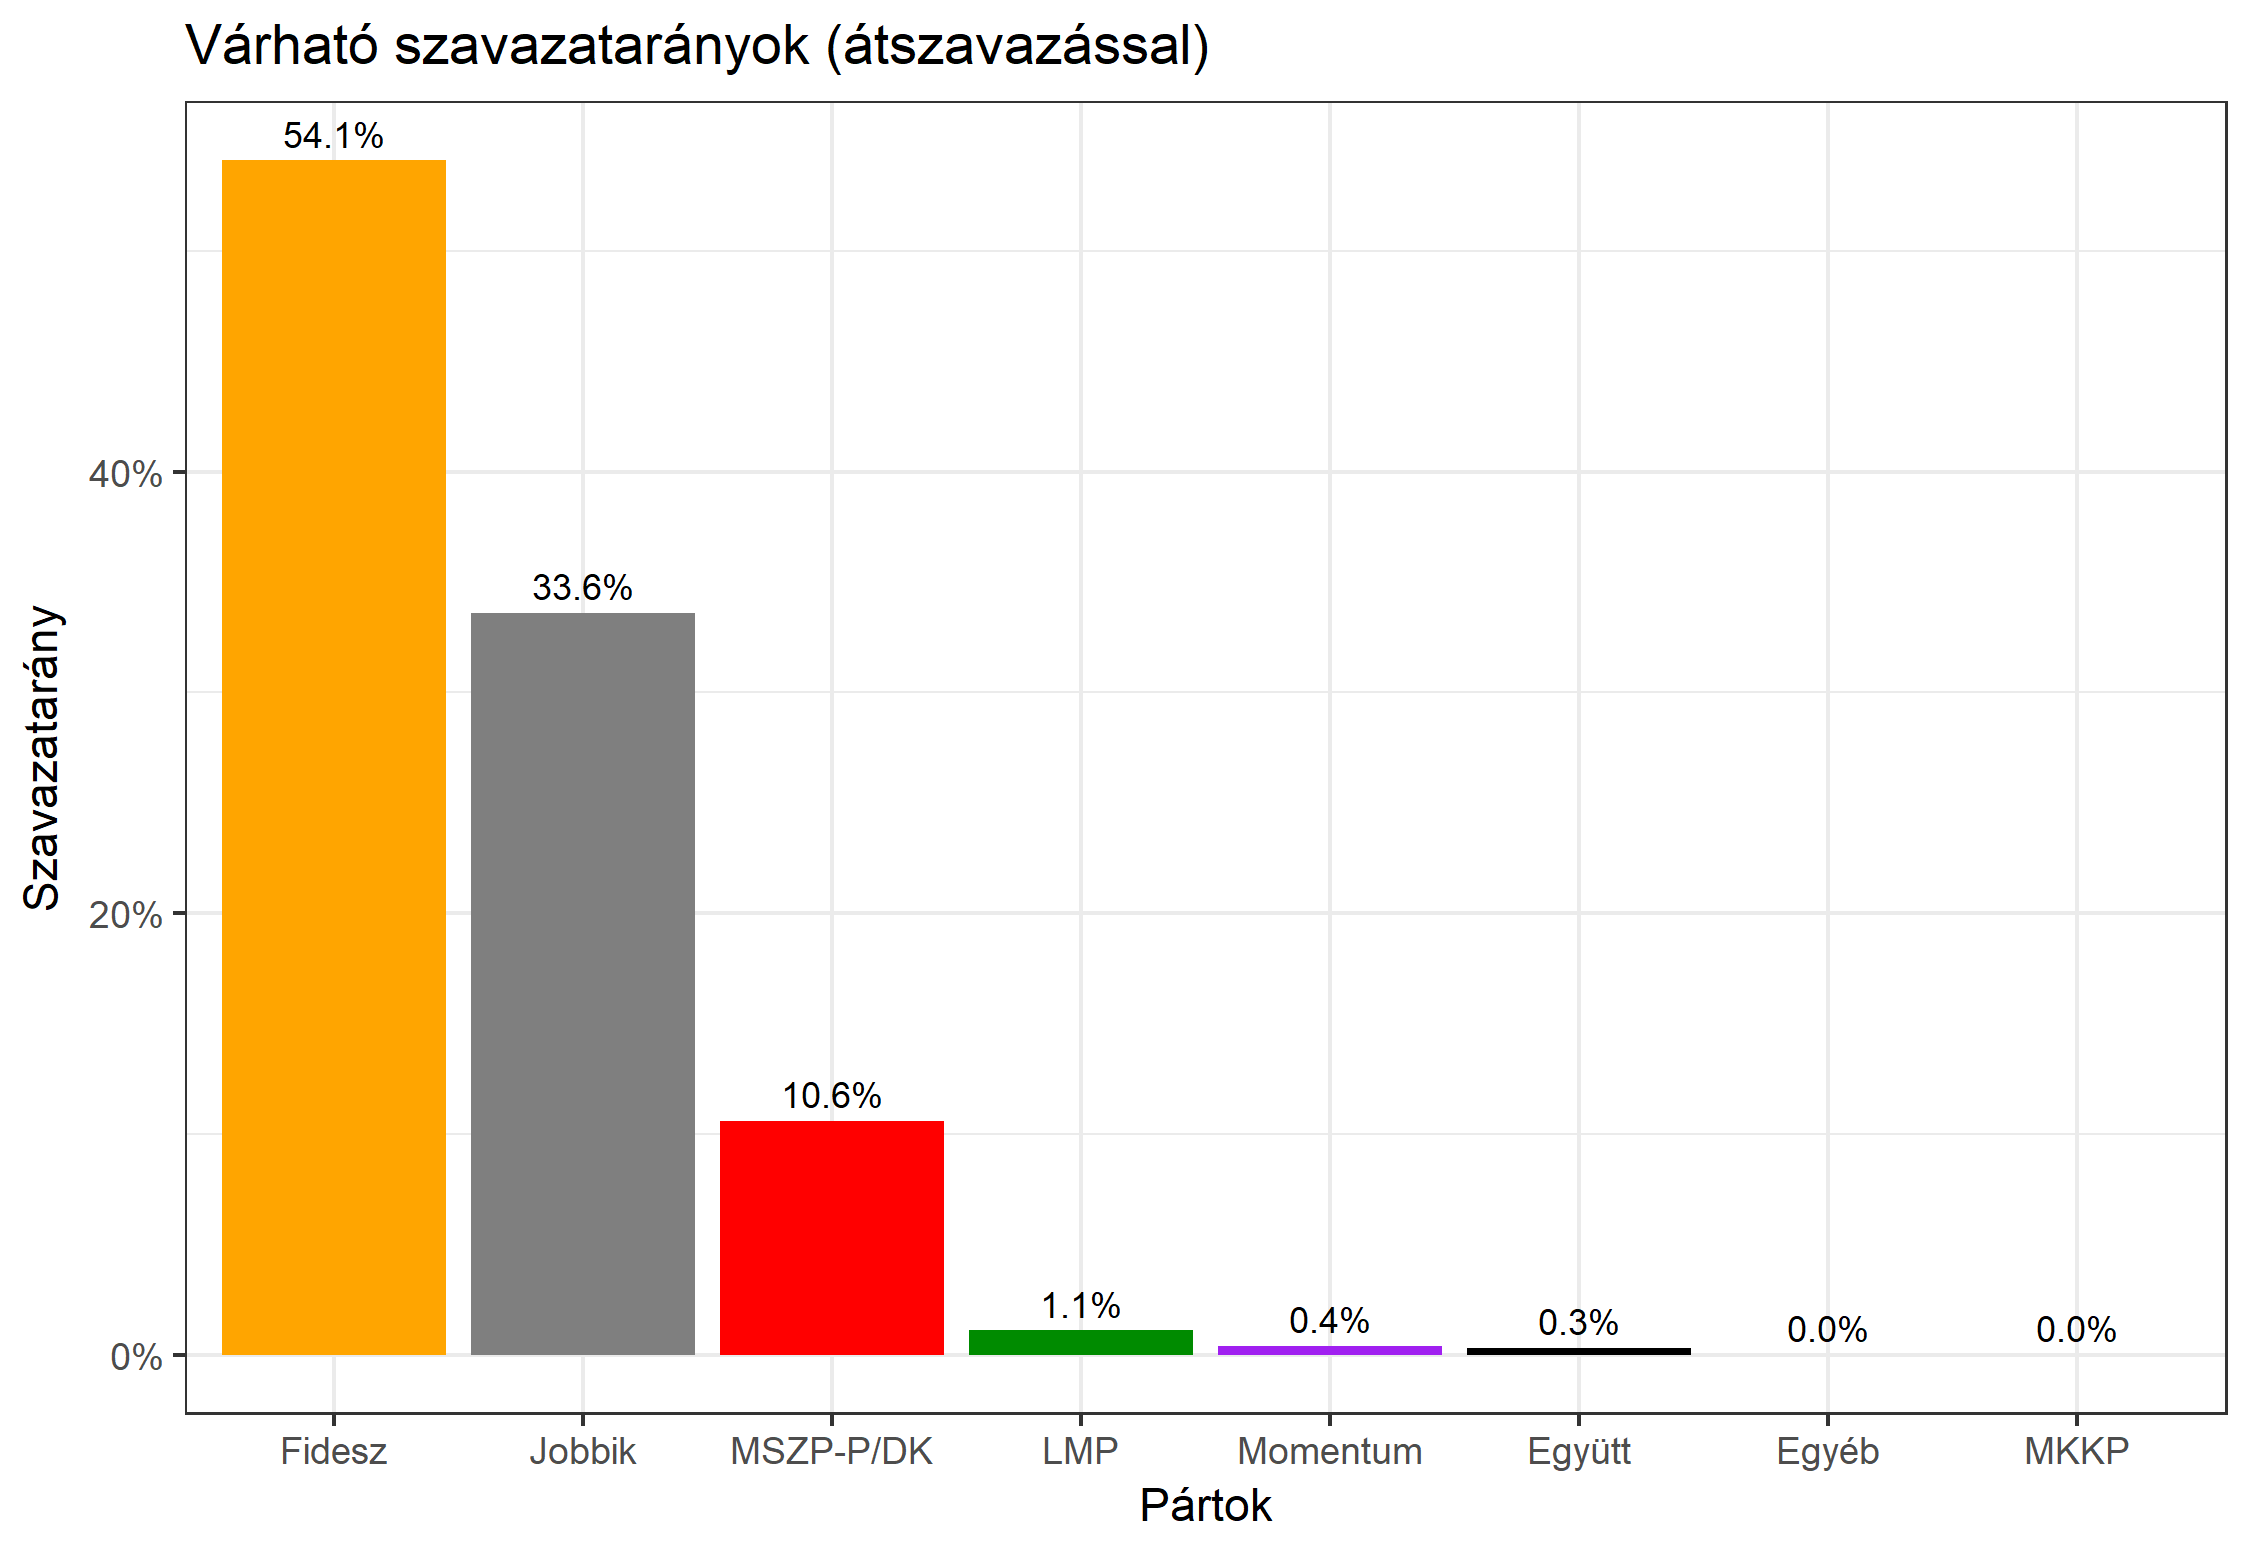 Várható szavazatarányok (átszavazással)
54.1%
33.6%
10.6%
1.1%
0.4%
0.3%
0.0%
0.0%
40%
20%
0%
Szavazatarány
Fidesz
Jobbik
MSZP-P/DK
LMP
Momentum
Együtt
Egyéb
MKKP
Pártok